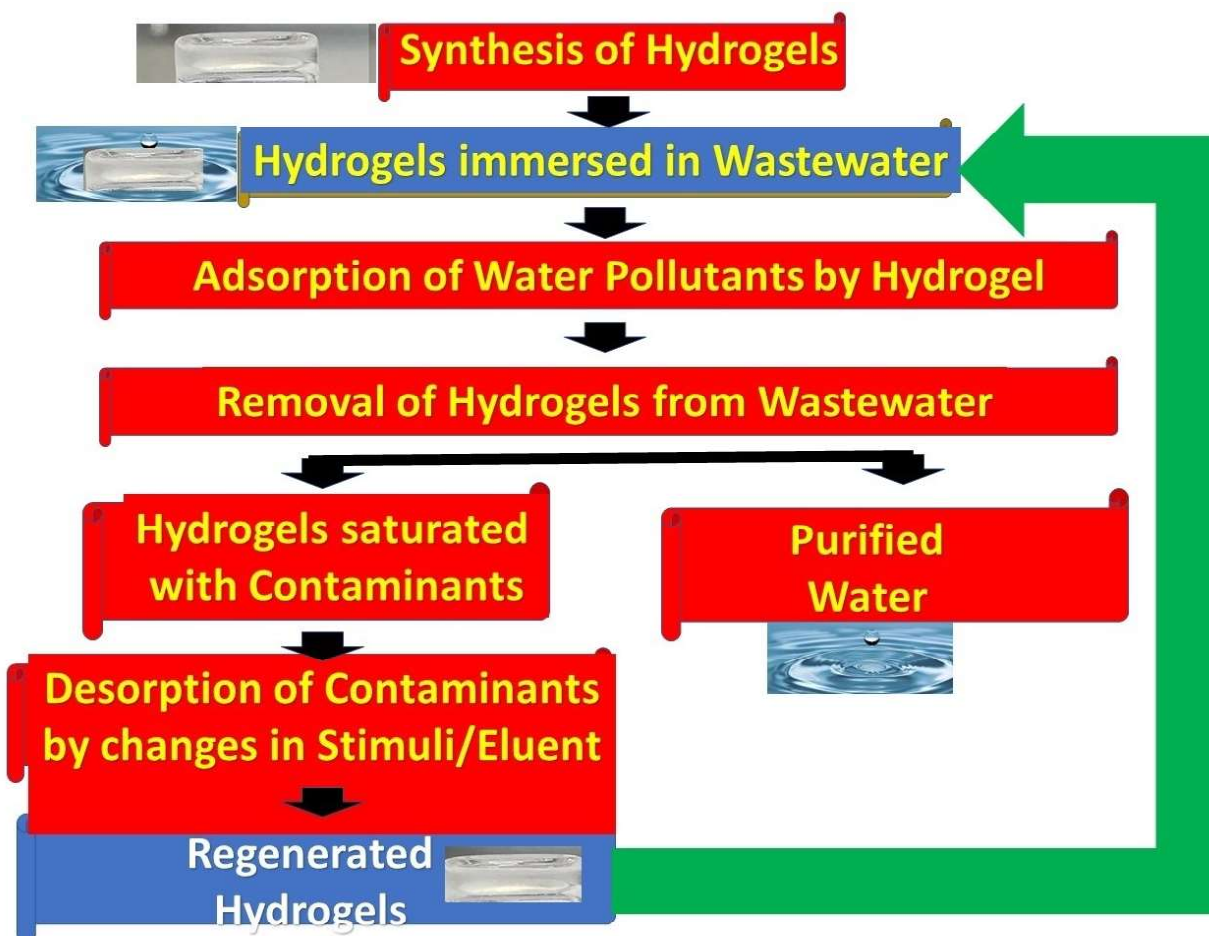 Synthesis of Hydrogels
Hydrogels immersed in Wastewater
Adsorption of Water Pollutants by Hydrogel
Removal of Hydrogels from Wastewater
Hydrogels saturated
with Contaminants
Purified
Water
Desorption of Contaminants
by changes in Stimuli/Eluent
Regenerated
Hydrogels